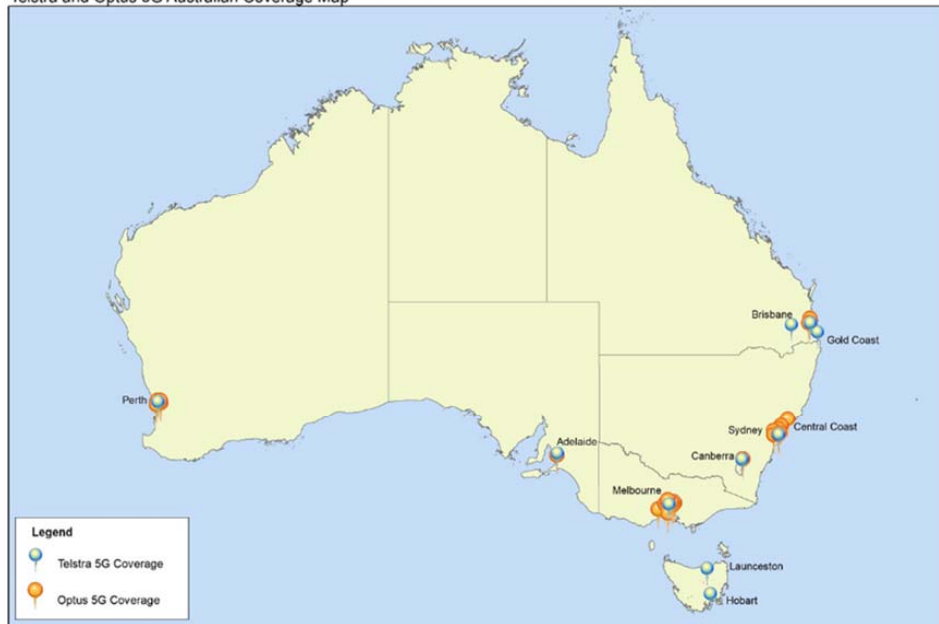 Telstra and Optus 5G Australian Coverage Map
Brisbane
Gold Coast
Perth
Central Coast
Sydney
Adelaide
Canberra
Melbourne
Legend
Telstra 5G Coverage
Optus 5G Coverage
Launceston
Hobart